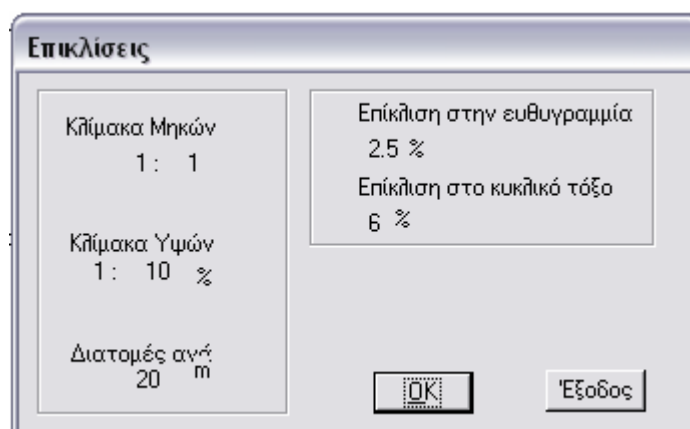 Επικλίσεις
Κλίμακα Μηκών
1 : 1
Κλίμακα Υψών
1 : 10 %
Διατομές ανά
20 m
Επίκλιση στην ευθυγραμμία
2.5 %
Επίκλιση στο κυκλικό τόξο
6 %
OK
Έξοδος